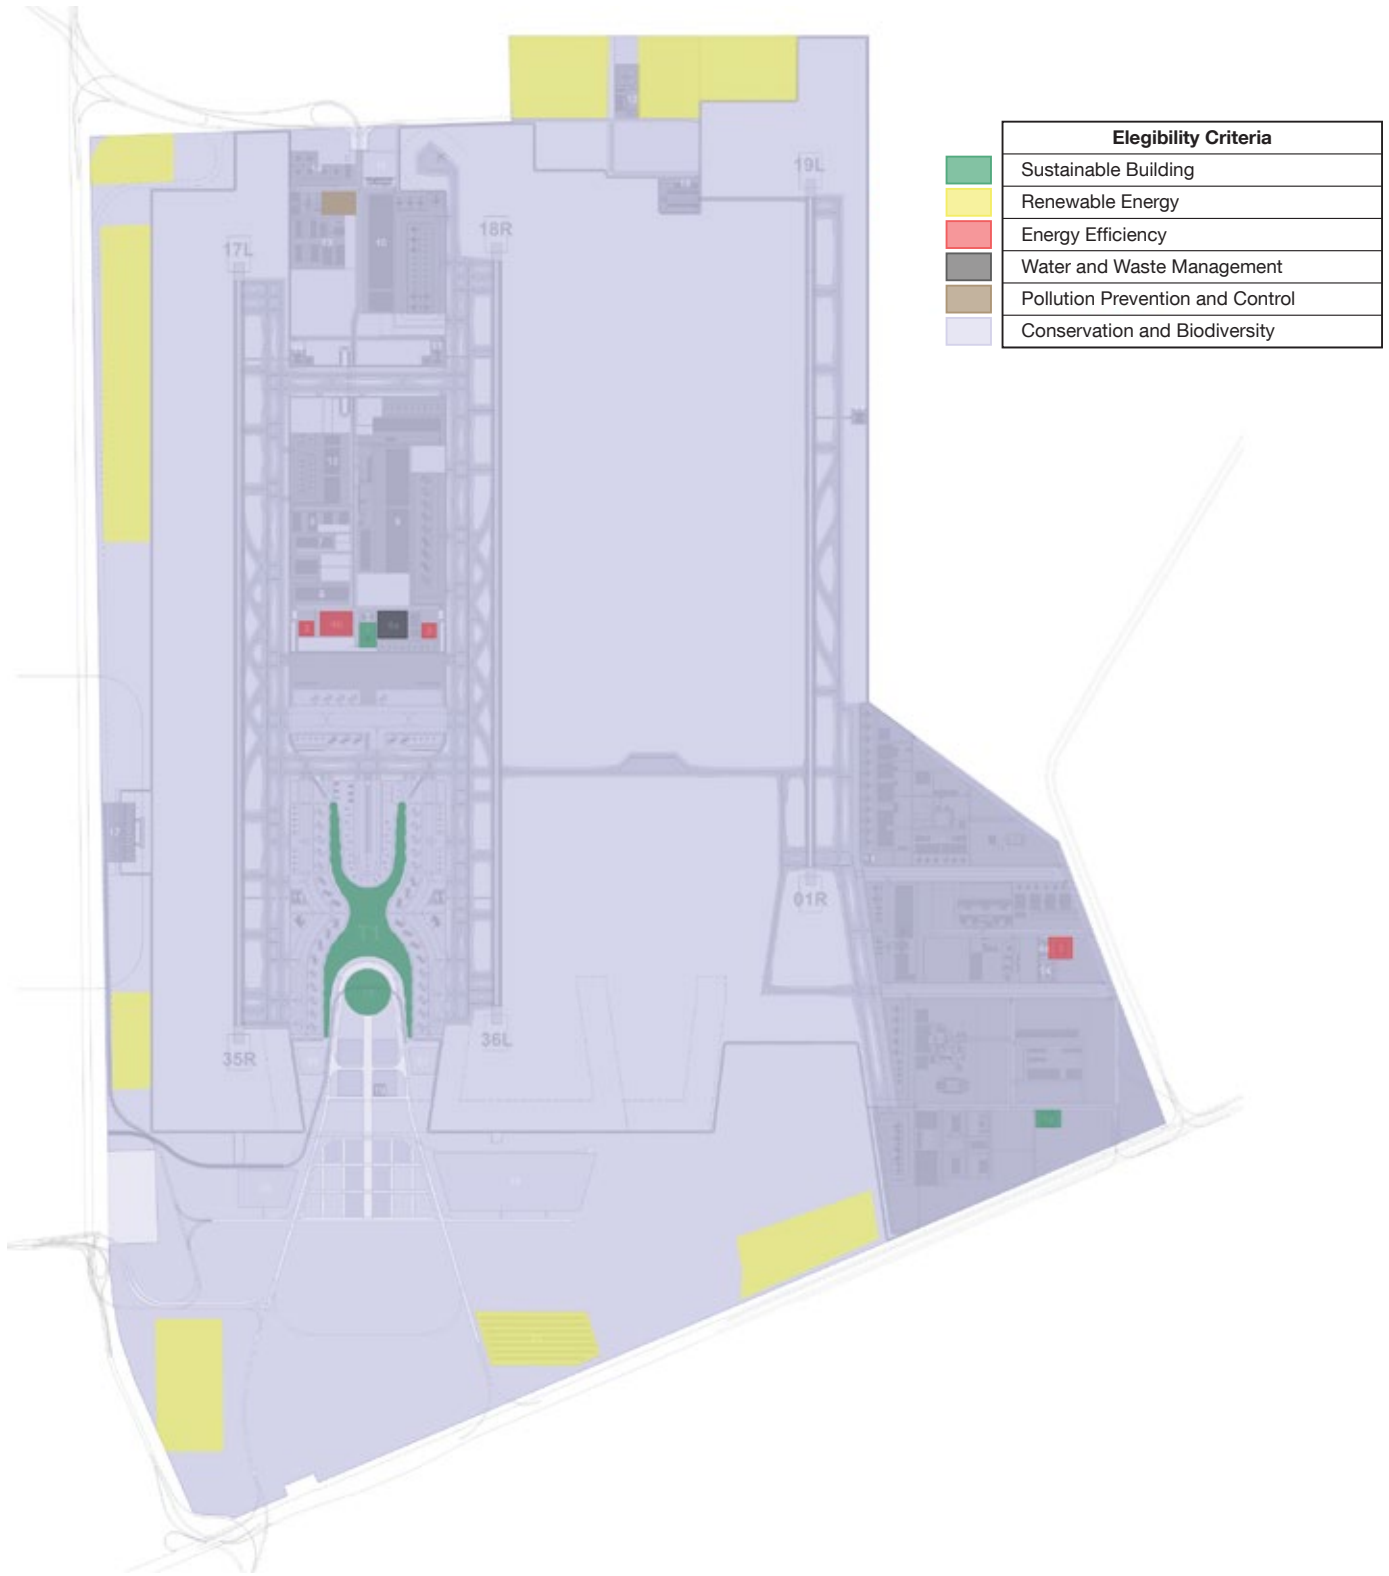 Elegibility Criteria
Sustainable Building
Renewable Energy
Energy Efficiency
Water and Waste Management
Pollution Prevention and Control
Conservation and Biodiversity
19L
18R
17L
01R
36L
35R